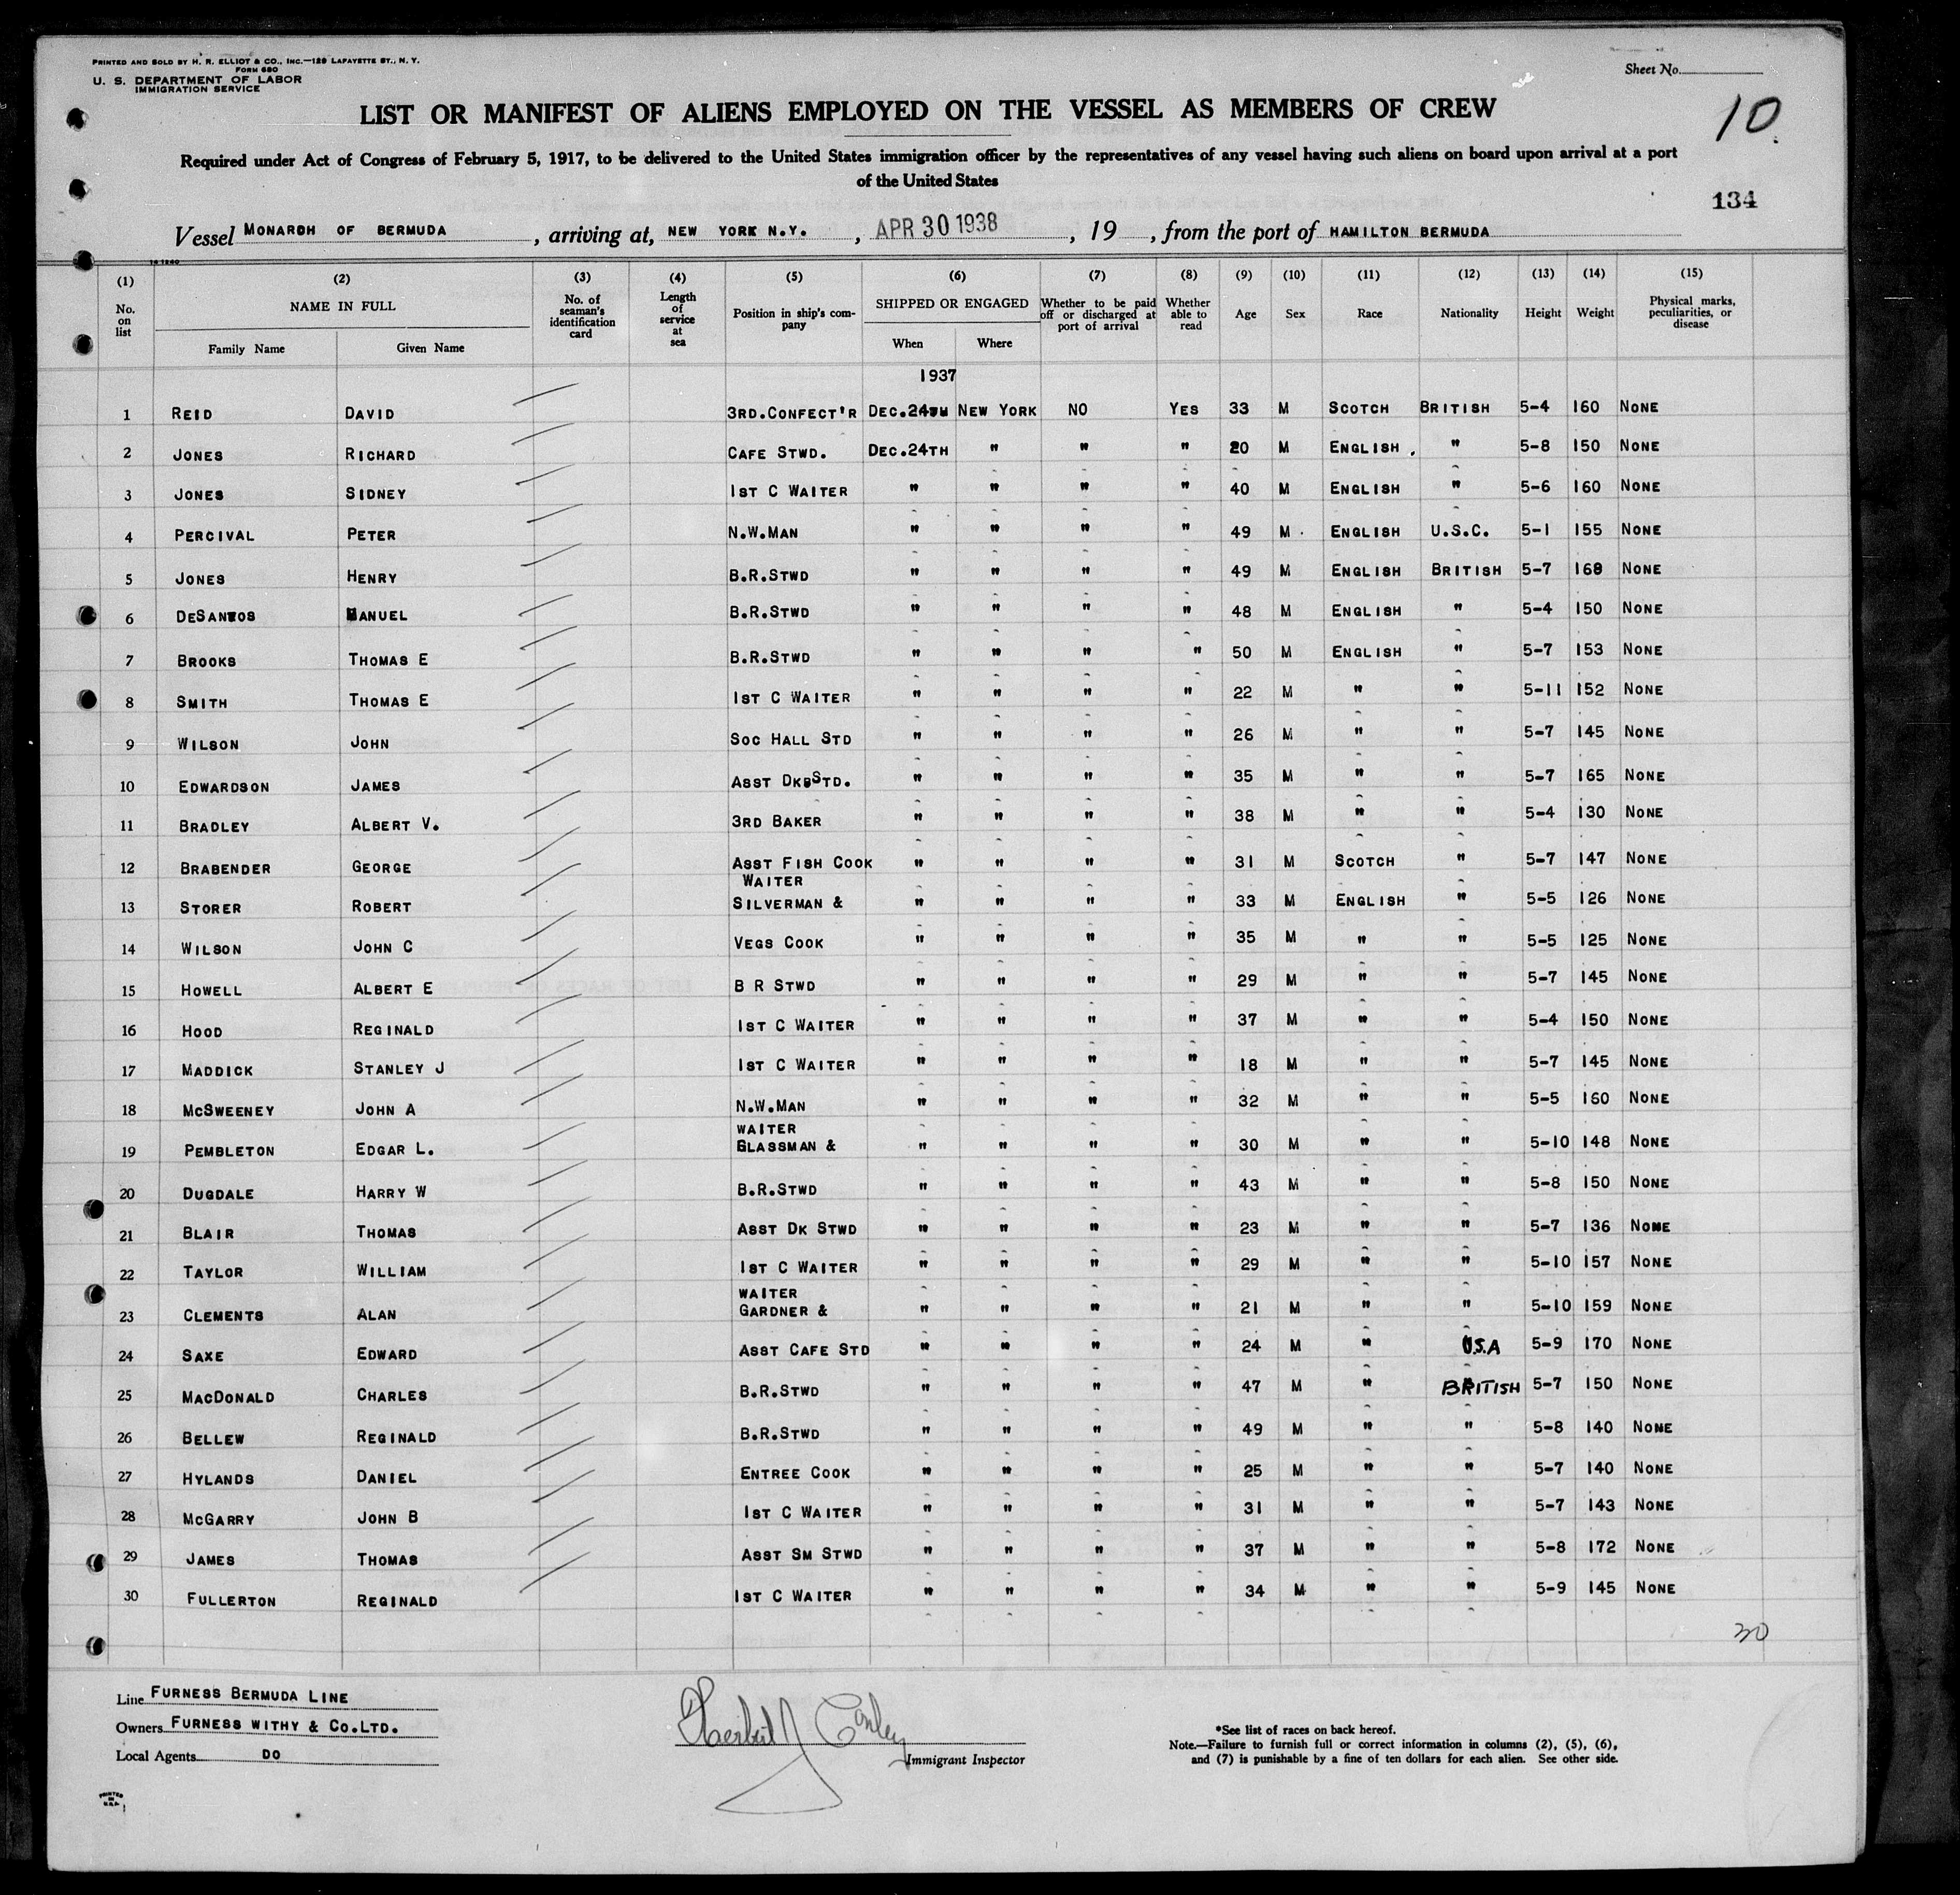 PRINTED AND SOLD BY H. R. ELLIOT & CO., INC.—129 LAFAYETTE ST., N. Y.
FORM 680
U. S. DEPARTMENT OF LABOR
IMMIGRATION SERVICE
Sheet No.
LIST OR MANIFEST OF ALIENS EMPLOYED ON THE VESSEL AS MEMBERS OF CREW
10
Required under Act of Congress of February 5, 1917, to be delivered to the United States immigration officer by the representatives of any vessel having such aliens on board upon arrival at a port
of the United States
134
Vessel MONARCH OF BERMUDA, arriving at, NEW YORK N.Y., APR 30 1938, 19, from the port of HAMILTON BERMUDA
(1) (2) (3) (4) (5) (6) (7) (8) (9) (10) (11) (12) (13) (14) (15)
No. on list NAME IN FULL Family Name Given Name No. of seaman's identification card Length of service at sea Position in ship's company SHIPPED OR ENGAGED When Where Whether to be paid off or discharged at port of arrival Whether able to read Age Sex Race Nationality Height Weight Physical marks, peculiarities, or disease
1937
1 REID DAVID 3RD.CONFECT'R DEC.24TH NEW YORK NO YES 33 M SCOTCH BRITISH 5-4 160 NONE
2 JONES RICHARD CAFE STWD. DEC.24TH " " " 20 M ENGLISH " 5-8 150 NONE
3 JONES SIDNEY 1ST C WAITER " " " " 40 M ENGLISH " 5-6 160 NONE
4 PERCIVAL PETER N.W.MAN " " " " 49 M ENGLISH U.S.C. 5-1 155 NONE
5 JONES HENRY B.R.STWD " " " " 49 M ENGLISH BRITISH 5-7 168 NONE
6 DESANTOS MANUEL B.R.STWD " " " " 48 M ENGLISH " 5-4 150 NONE
7 BROOKS THOMAS E B.R.STWD " " " " 50 M ENGLISH " 5-7 153 NONE
8 SMITH THOMAS E 1ST C WAITER " " " " 22 M " " 5-11 152 NONE
9 WILSON JOHN SOC HALL STD " " " " 26 M " " 5-7 145 NONE
10 EDWARDSON JAMES ASST DK STD. " " " " 35 M " " 5-7 165 NONE
11 BRADLEY ALBERT V. 3RD BAKER " " " " 38 M " " 5-4 130 NONE
12 BRABENDER GEORGE ASST FISH COOK " " " " 31 M SCOTCH " 5-7 147 NONE
WAITER
13 STORER ROBERT SILVERMAN & " " " " 33 M ENGLISH " 5-5 126 NONE
14 WILSON JOHN C VEGS COOK " " " " 35 M " " 5-5 125 NONE
15 HOWELL ALBERT E B R STWD " " " " 29 M " " 5-7 145 NONE
16 HOOD REGINALD 1ST C WAITER " " " " 37 M " " 5-4 150 NONE
17 MADDICK STANLEY J 1ST C WAITER " " " " 18 M " " 5-7 145 NONE
18 MCSWEENEY JOHN A N.W.MAN " " " " 32 M " " 5-5 160 NONE
WAITER
19 PEMBLETON EDGAR L. GLASSMAN & " " " " 30 M " " 5-10 148 NONE
20 DUGDALE HARRY W B.R.STWD " " " " 43 M " " 5-8 150 NONE
21 BLAIR THOMAS ASST DK STWD " " " " 23 M " " 5-7 136 NONE
22 TAYLOR WILLIAM 1ST C WAITER " " " " 29 M " " 5-10 157 NONE
WAITER
23 CLEMENTS ALAN GARDNER & " " " " 21 M " " 5-10 159 NONE
24 SAXE EDWARD ASST CAFE STD " " " " 24 M " U.S.A 5-9 170 NONE
25 MACDONALD CHARLES B.R.STWD " " " " 47 M " BRITISH 5-7 150 NONE
26 BELLEW REGINALD B.R.STWD " " " " 49 M " " 5-8 140 NONE
27 HYLANDS DANIEL ENTREE COOK " " " " 25 M " " 5-7 140 NONE
28 MCGARRY JOHN B 1ST C WAITER " " " " 31 M " " 5-7 143 NONE
29 JAMES THOMAS ASST SM STWD " " " " 37 M " " 5-8 172 NONE
30 FULLERTON REGINALD 1ST C WAITER " " " " 34 M " " 5-9 145 NONE
30
Line FURNESS BERMUDA LINE
Owners FURNESS WITHY & CO.LTD.
Local Agents DO
Herbert J Conley
Immigrant Inspector
*See list of races on back hereof.
Note.—Failure to furnish full or correct information in columns (2), (5), (6),
and (7) is punishable by a fine of ten dollars for each alien. See other side.
PRINTED
IN
U.S.A.